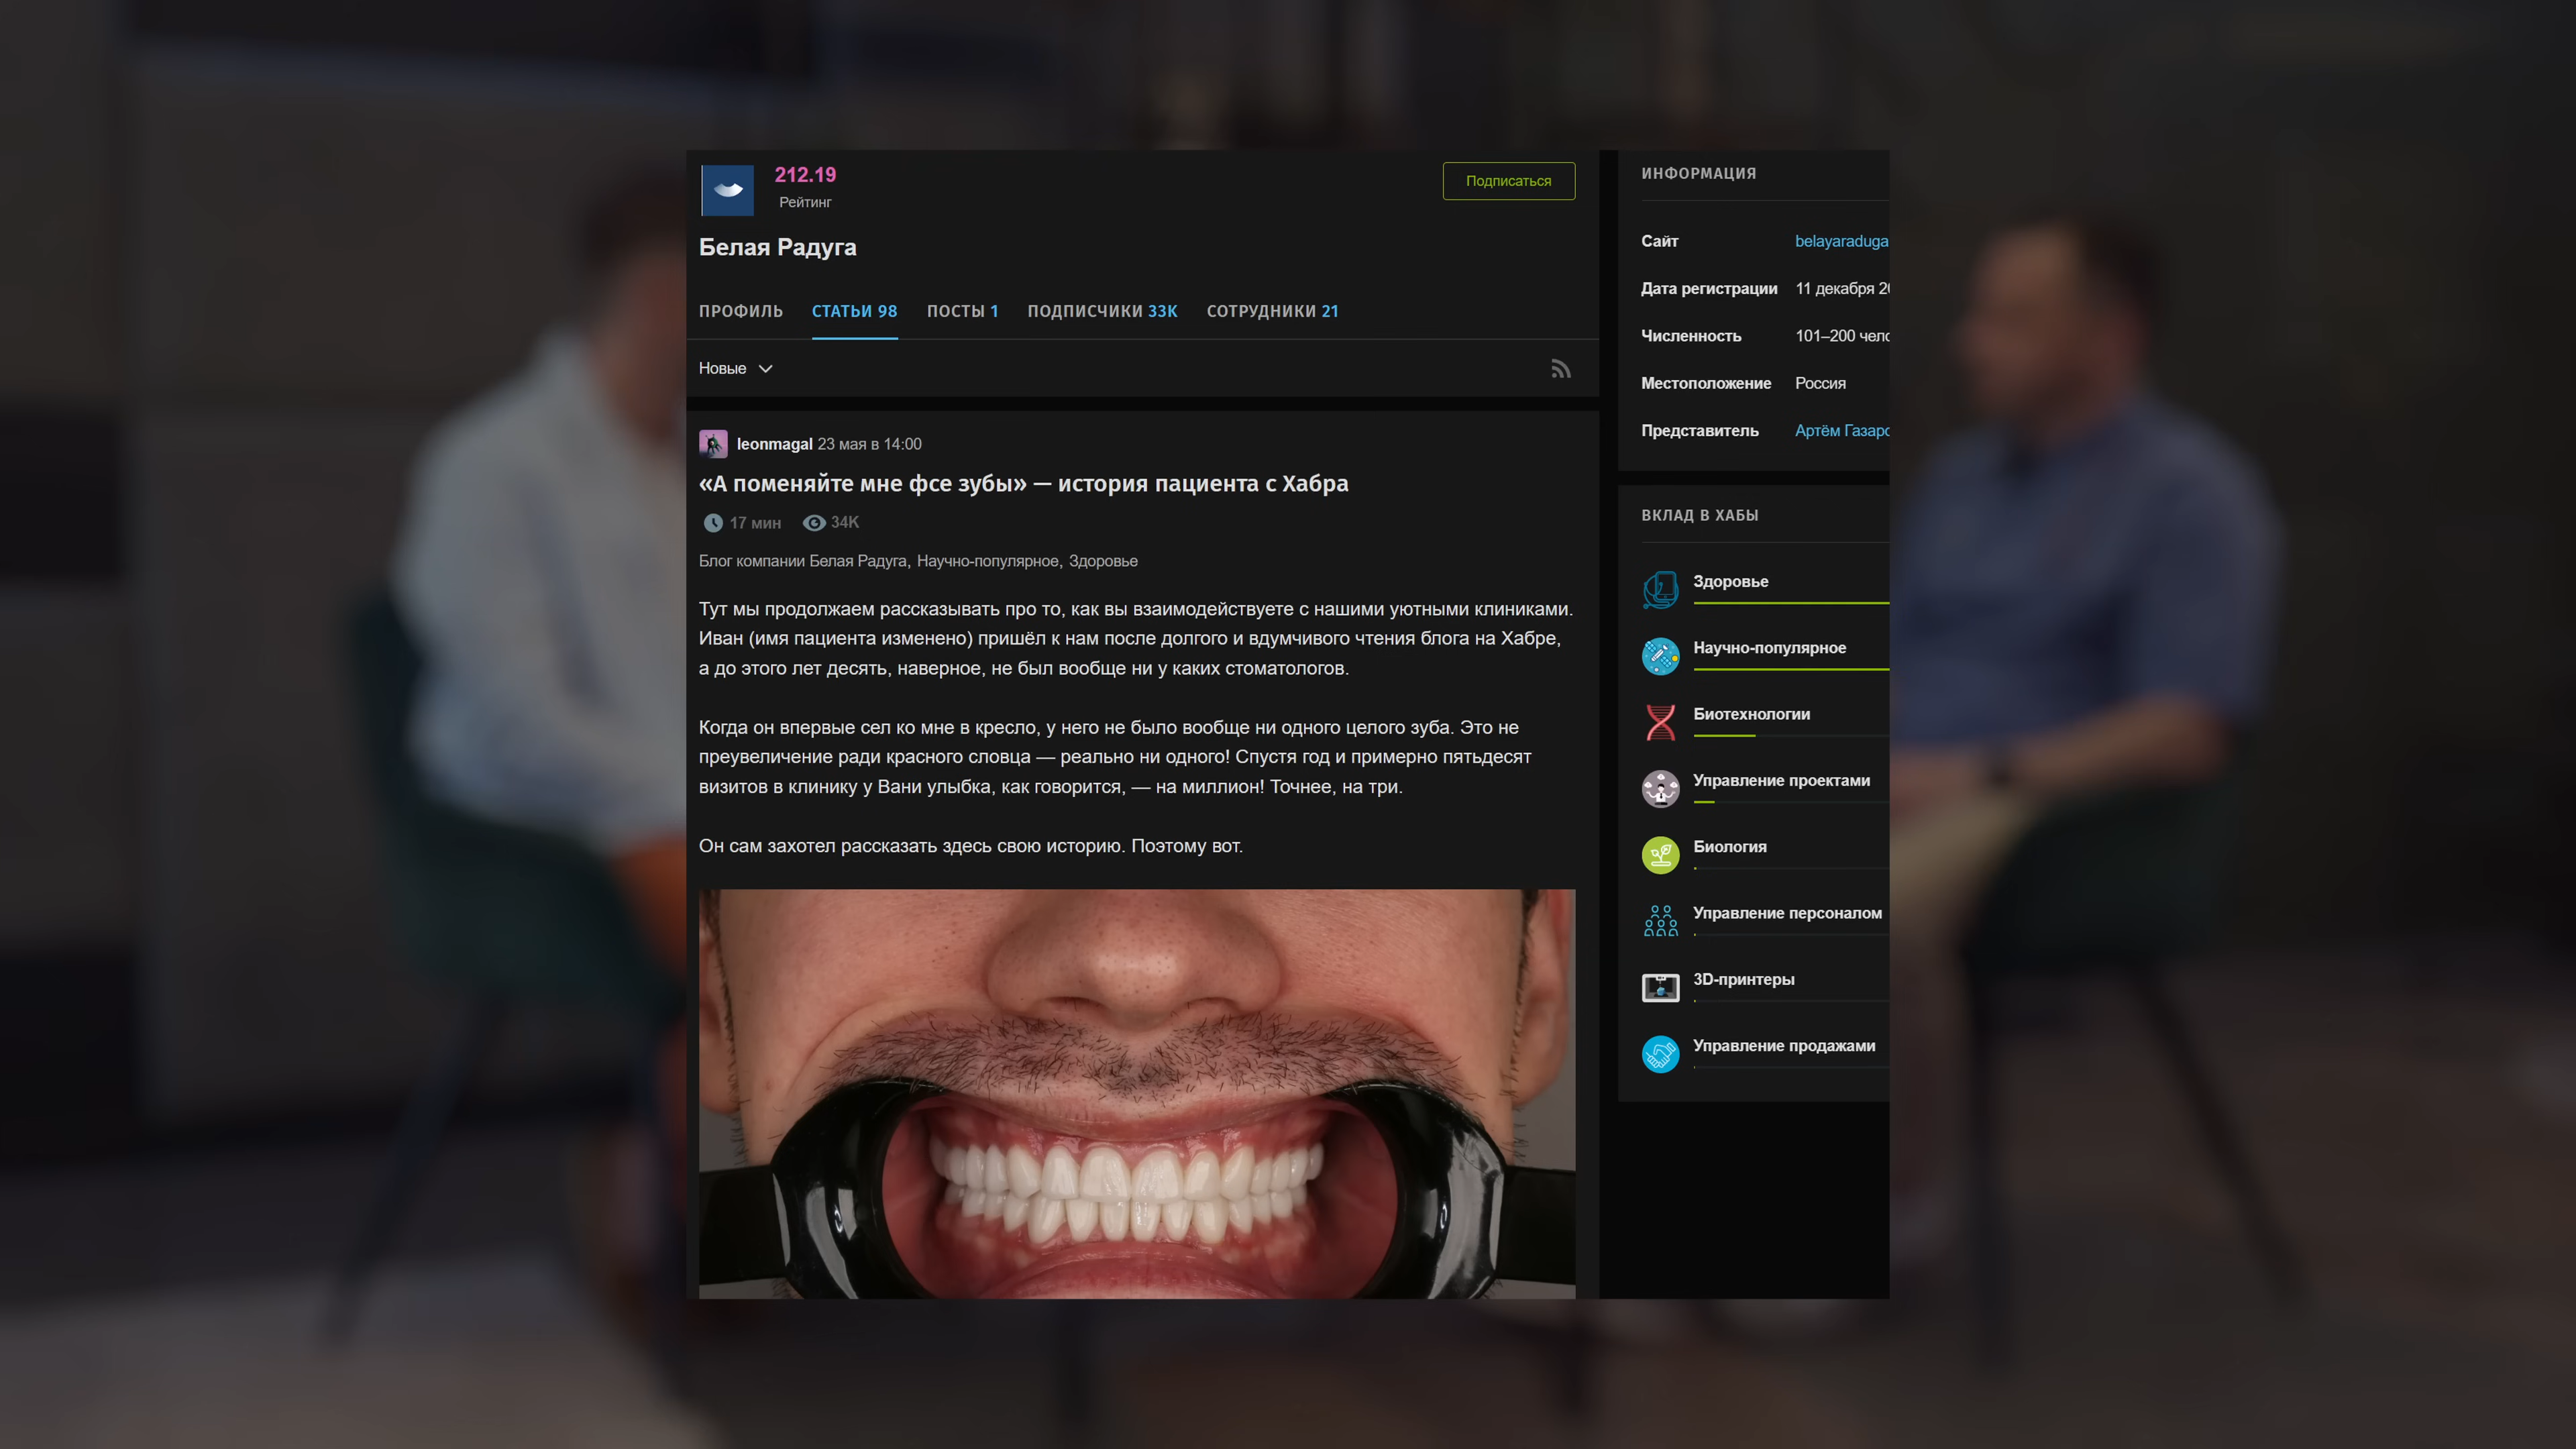 212.19
Рейтинг
Подписаться
Белая Радуга
ПРОФИЛЬ СТАТЬИ 98 ПОСТЫ 1 ПОДПИСЧИКИ 33K СОТРУДНИКИ 21
Новые
leonmagal 23 мая в 14:00
«А поменяйте мне фсе зубы» — история пациента с Хабра
17 мин 34K
Блог компании Белая Радуга, Научно-популярное, Здоровье
Тут мы продолжаем рассказывать про то, как вы взаимодействуете с нашими уютными клиниками.
Иван (имя пациента изменено) пришёл к нам после долгого и вдумчивого чтения блога на Хабре,
а до этого лет десять, наверное, не был вообще ни у каких стоматологов.
Когда он впервые сел ко мне в кресло, у него не было вообще ни одного целого зуба. Это не
преувеличение ради красного словца — реально ни одного! Спустя год и примерно пятьдесят
визитов в клинику у Вани улыбка, как говорится, — на миллион! Точнее, на три.
Он сам захотел рассказать здесь свою историю. Поэтому вот.
ИНФОРМАЦИЯ
Сайт belayaraduga
Дата регистрации 11 декабря
Численность 101–200
Местоположение Россия
Представитель Артём
ВКЛАД В ХАБЫ
Здоровье
Научно-популярное
Биотехнологии
Управление проектами
Биология
Управление персоналом
3D-принтеры
Управление продажами